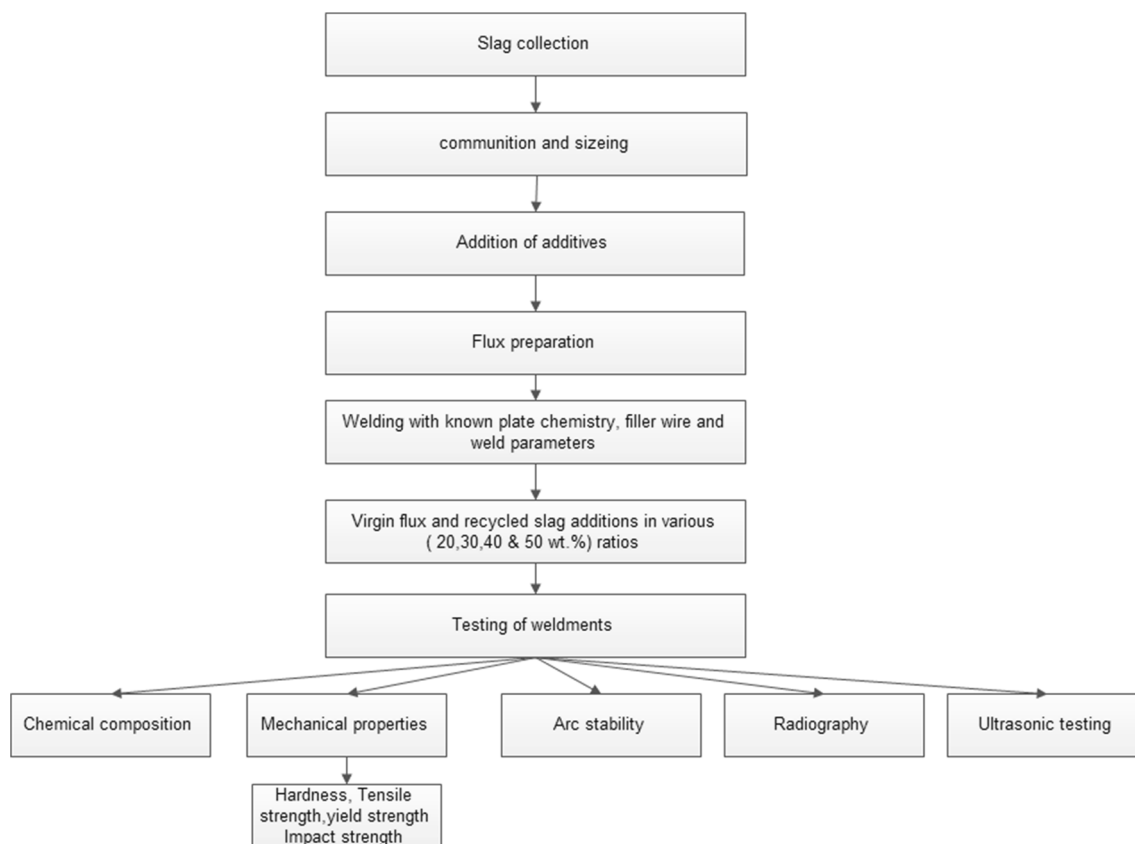 Slag collection
communition and sizeing
Addition of additives
Flux preparation
Welding with known plate chemistry, filler wire and
weld parameters
Virgin flux and recycled slag additions in various
( 20,30,40 & 50 wt.%) ratios
Testing of weldments
Chemical composition
Mechanical properties
Arc stability
Radiography
Ultrasonic testing
Hardness, Tensile
strength,yield strength
Impact strength